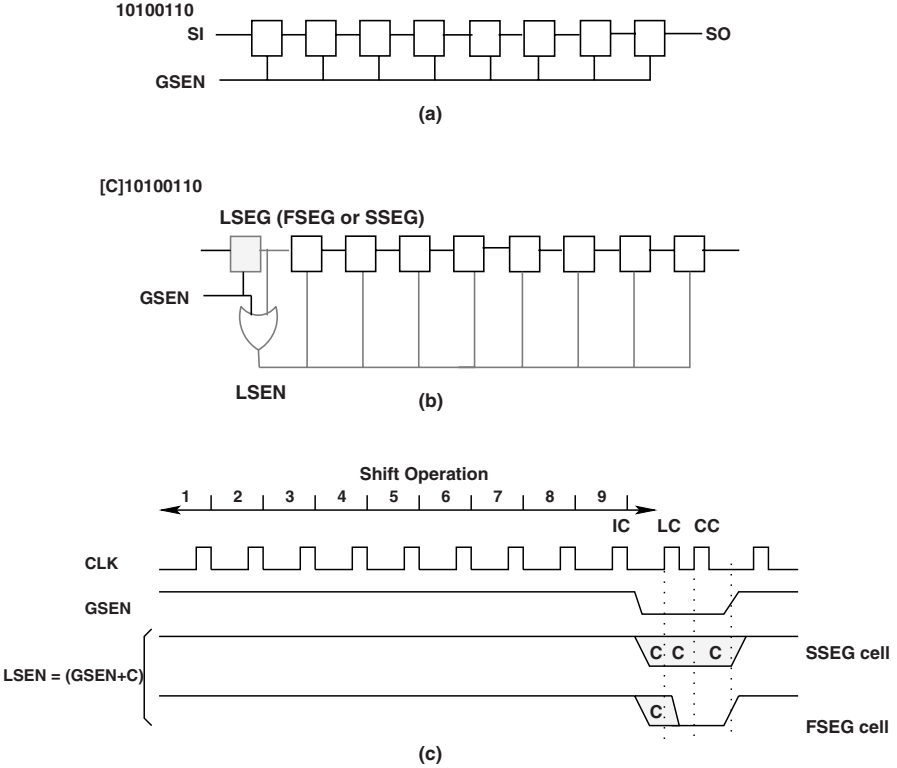 10100110
SI
SO
GSEN
(a)
[C]10100110
LSEG (FSEG or SSEG)
GSEN
LSEN
(b)
Shift Operation
1 2 3 4 5 6 7 8 9
IC LC CC
CLK
GSEN
C C C
SSEG cell
LSEN = (GSEN+C)
C
FSEG cell
(c)